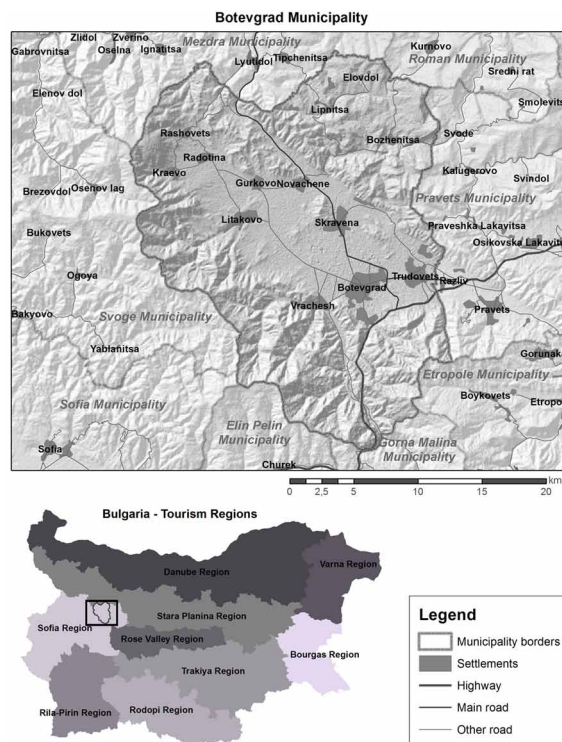 Botevgrad Municipality
Zlidol
Zverino
Mezdra Municipality
Gabrovnitsa
Oselna
Ignatitsa
Lyutidol
Tipchenitsa
Kurnovo
Roman Municipality
Elovdol
Sredni rat
Elenov dol
Lipnitsa
Smolevits
Rashovets
Bozhenitsa
Svode
Radotina
Kraevo
Kalugerovo
Svindol
Brezovdol
Osenov lag
Gurkovo
Novachene
Pravets Municipality
Litakovo
Skravena
Praveshka Lakavitsa
Bukovets
Osikovska Lakavit
Ogoya
Trudovets
Razliv
Botevgrad
Vrachesh
Pravets
Bakyovo
Svoge Municipality
Yablanitsa
Gorunak
Etropole Municipality
Sofia Municipality
Boykovets
Etropo
Elin Pelin
Municipality
Gorna Malina
Municipality
Sofia
Churek
km
0 2,5 5 10 15 20
Bulgaria - Tourism Regions
Danube Region
Varna Region
Stara Planina Region
Sofia Region
Rose Valley Region
Bourgas Region
Trakiya Region
Rila-Pirin Region
Rodopi Region
Legend
Municipality borders
Settlements
Highway
Main road
Other road